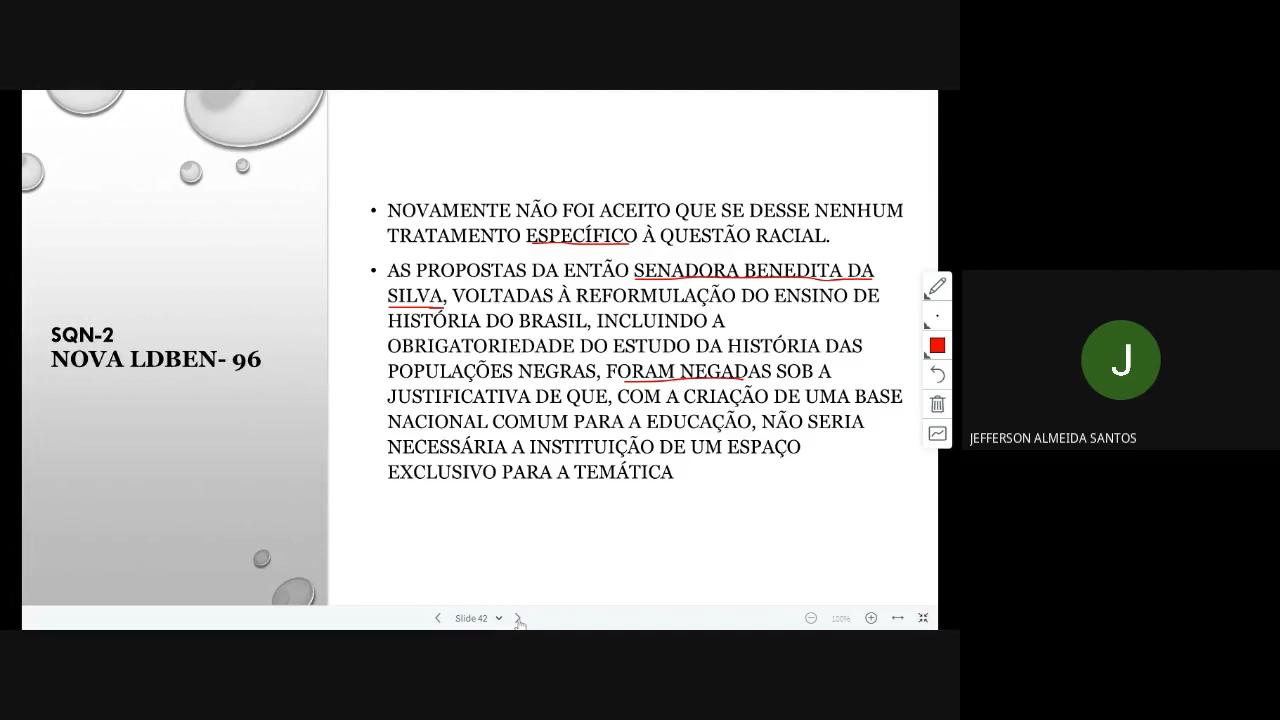 SQN-2
NOVA LDBEN- 96
• NOVAMENTE NÃO FOI ACEITO QUE SE DESSE NENHUM
TRATAMENTO ESPECÍFICO À QUESTÃO RACIAL.
• AS PROPOSTAS DA ENTÃO SENADORA BENEDITA DA
SILVA, VOLTADAS À REFORMULAÇÃO DO ENSINO DE
HISTÓRIA DO BRASIL, INCLUINDO A
OBRIGATORIEDADE DO ESTUDO DA HISTÓRIA DAS
POPULAÇÕES NEGRAS, FORAM NEGADAS SOB A
JUSTIFICATIVA DE QUE, COM A CRIAÇÃO DE UMA BASE
NACIONAL COMUM PARA A EDUCAÇÃO, NÃO SERIA
NECESSÁRIA A INSTITUIÇÃO DE UM ESPAÇO
EXCLUSIVO PARA A TEMÁTICA
Slide 42
100%
J
JEFFERSON ALMEIDA SANTOS